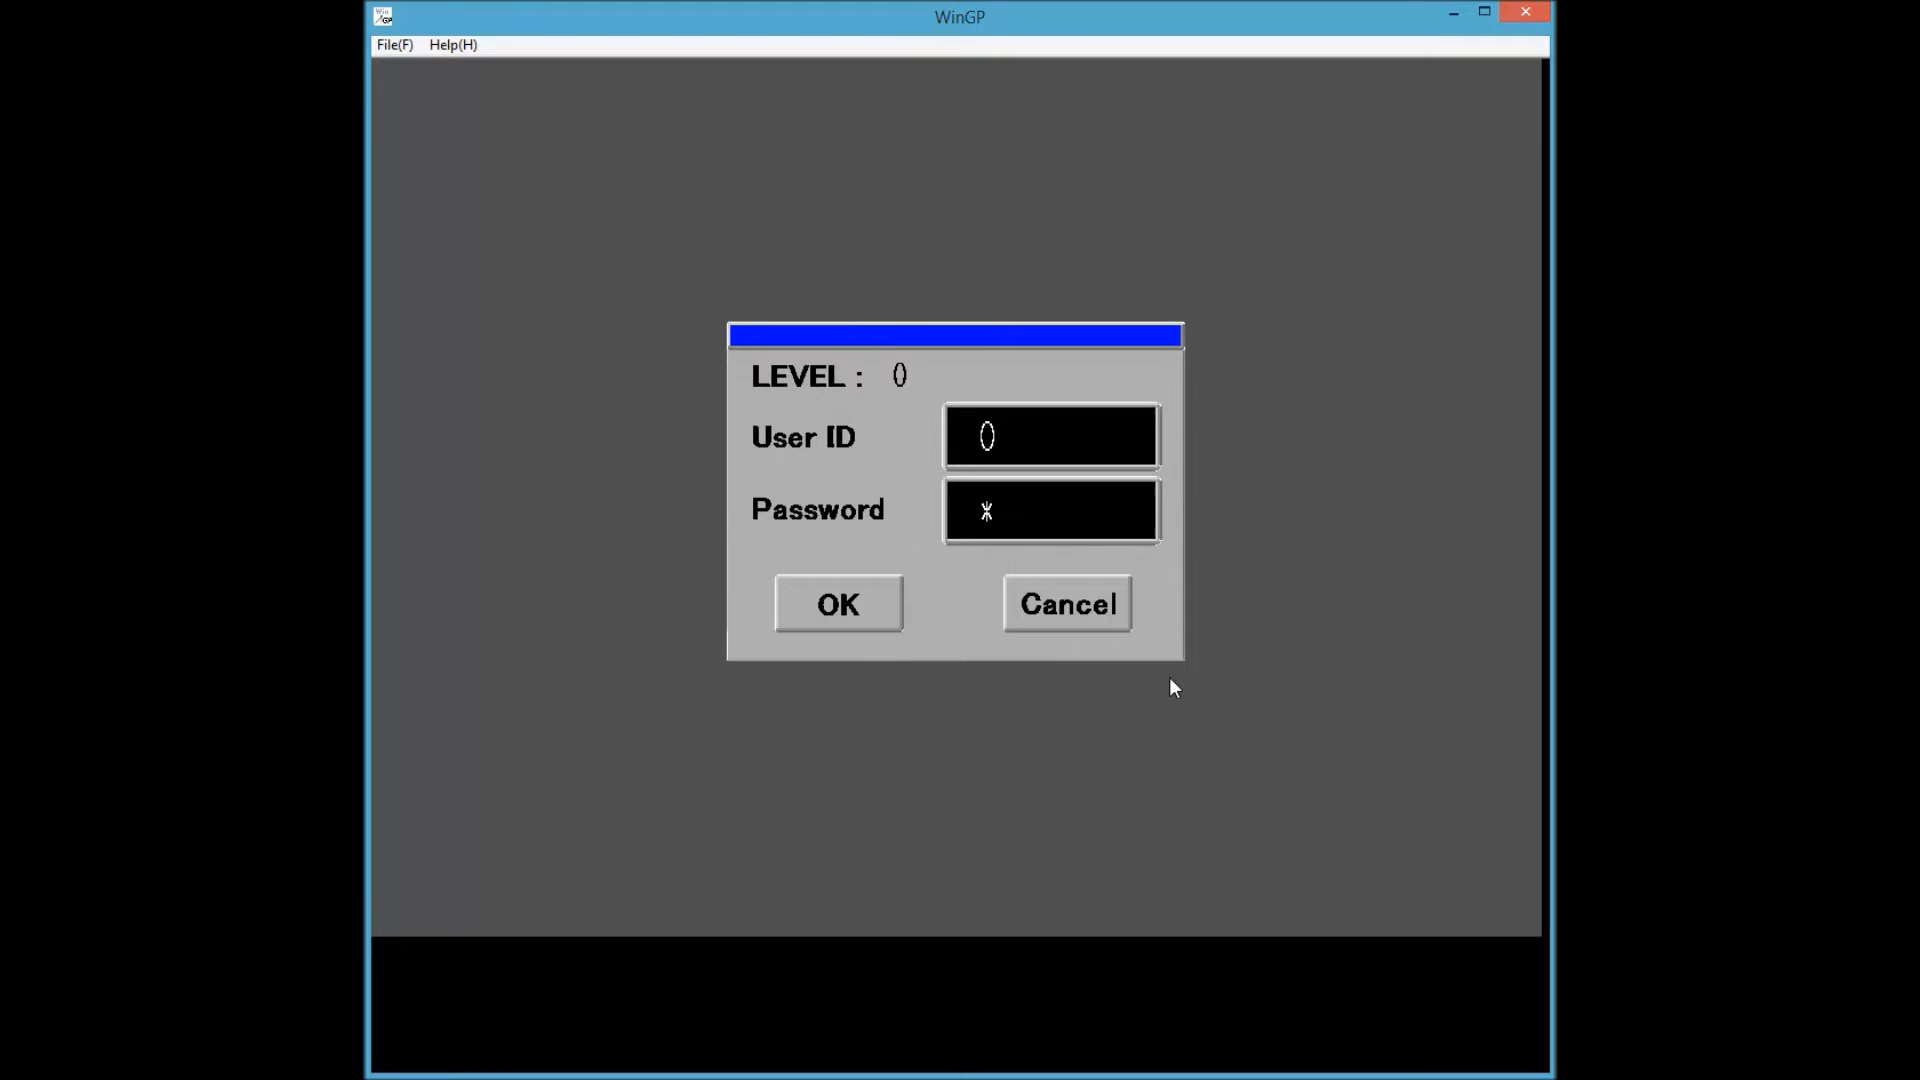 WinGP
File(F) Help(H)
LEVEL : 0
User ID 0
Password *
OK Cancel